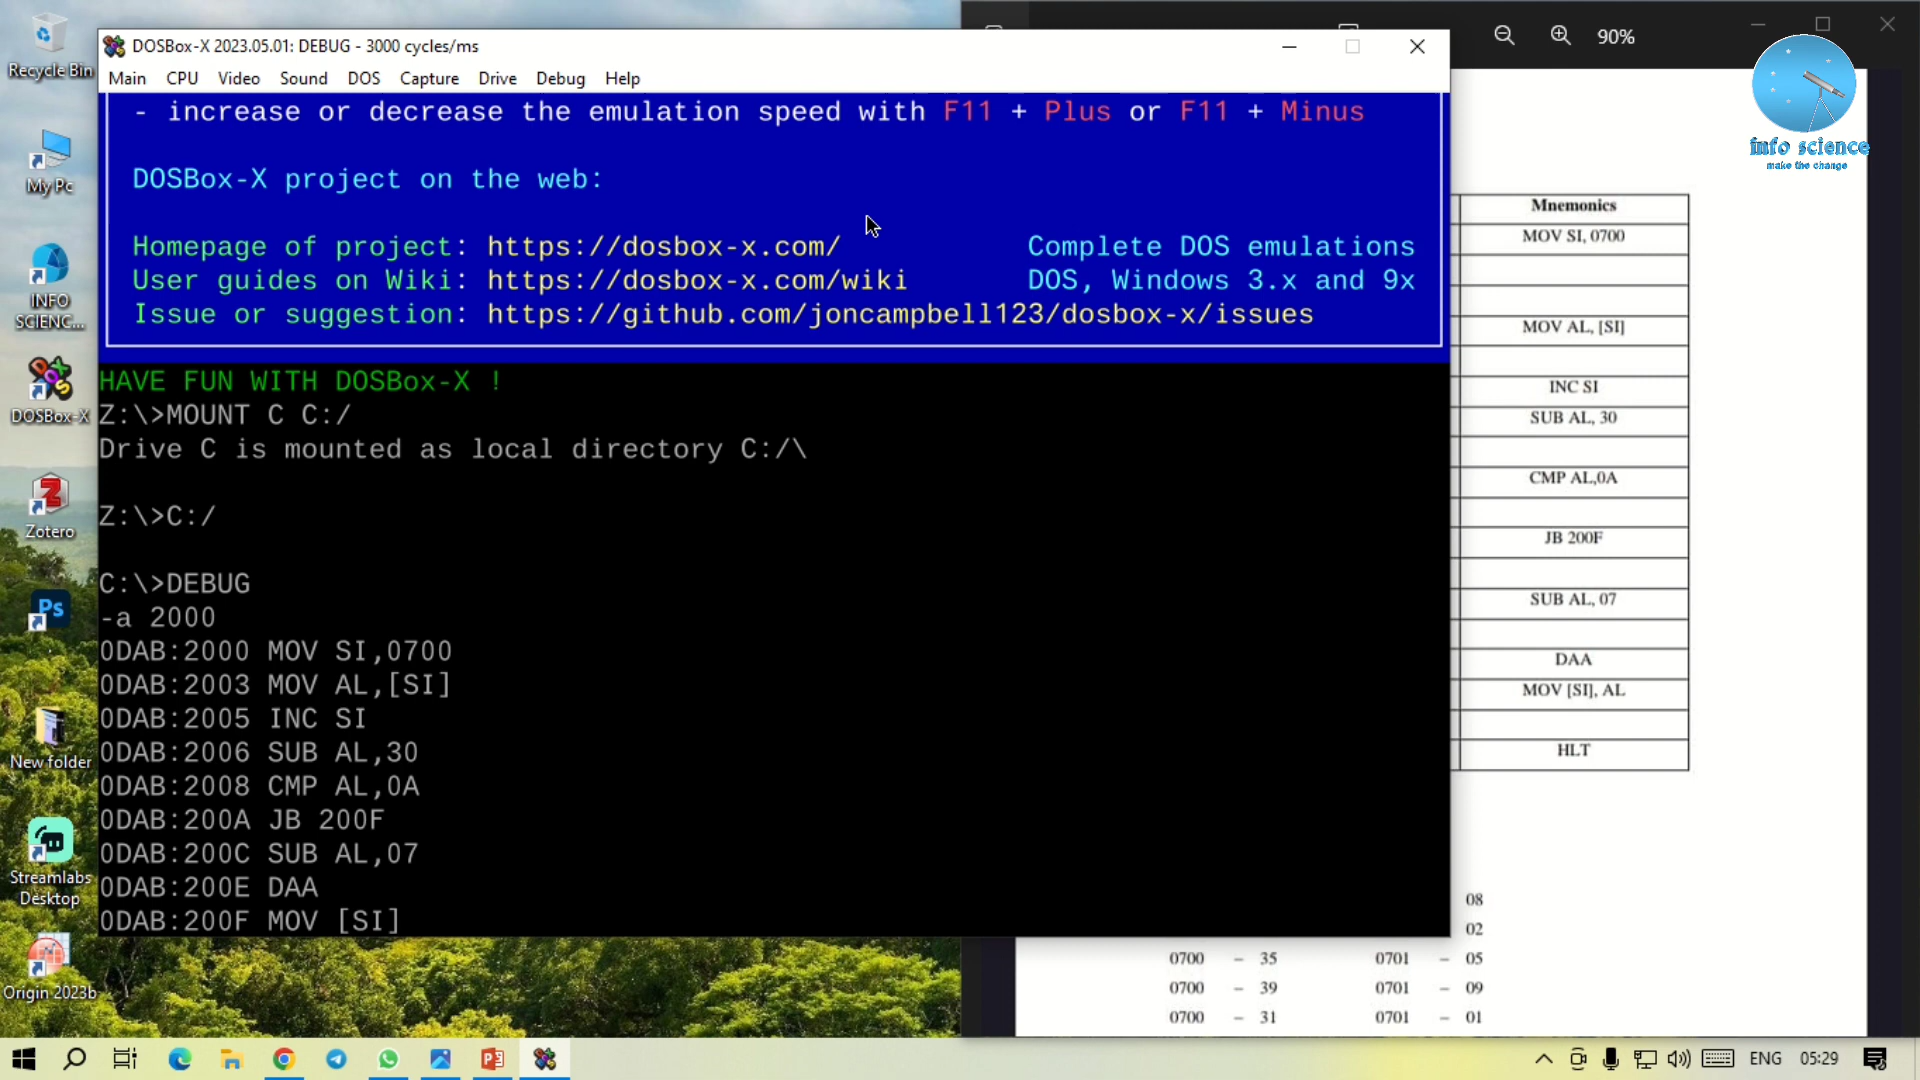 Recycle Bin
My Pc
INFO
SCIENC...
DOSBox-X
Zotero
Ps
New folder
Streamlabs
Desktop
Origin 2023b
DOSBox-X 2023.05.01: DEBUG - 3000 cycles/ms
Main CPU Video Sound DOS Capture Drive Debug Help
- increase or decrease the emulation speed with F11 + Plus or F11 + Minus
DOSBox-X project on the web:
Homepage of project: https://dosbox-x.com/ Complete DOS emulations
User guides on Wiki: https://dosbox-x.com/wiki DOS, Windows 3.x and 9x
Issue or suggestion: https://github.com/joncampbell123/dosbox-x/issues
HAVE FUN WITH DOSBox-X !
Z:\>MOUNT C C:/
Drive C is mounted as local directory C:/\
Z:\>C:/
C:\>DEBUG
-a 2000
0DAB:2000 MOV SI,0700
0DAB:2003 MOV AL,[SI]
0DAB:2005 INC SI
0DAB:2006 SUB AL,30
0DAB:2008 CMP AL,0A
0DAB:200A JB 200F
0DAB:200C SUB AL,07
0DAB:200E DAA
0DAB:200F MOV [SI]
90%
info science
make the change
Mnemonics
MOV SI, 0700
MOV AL, [SI]
INC SI
SUB AL, 30
CMP AL,0A
JB 200F
SUB AL, 07
DAA
MOV [SI], AL
HLT
08
02
0700 – 35 0701 – 05
0700 – 39 0701 – 09
0700 – 31 0701 – 01
ENG 05:29